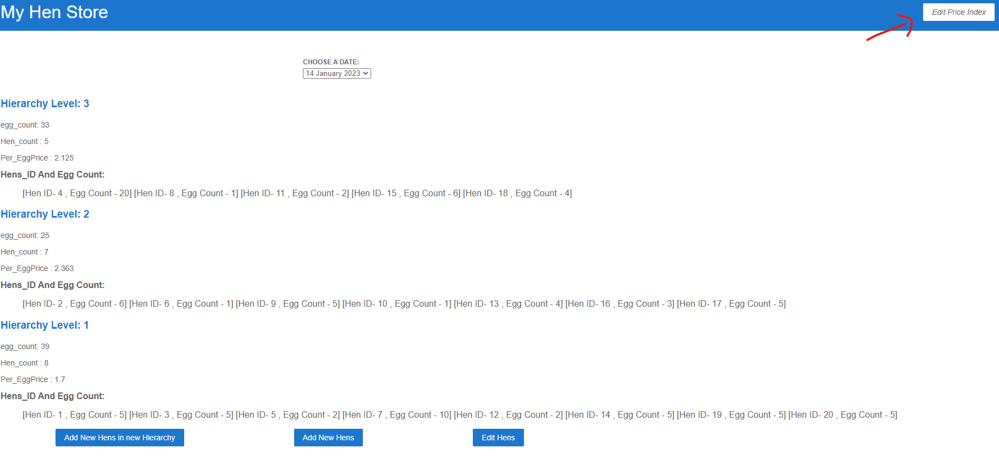 My Hen Store
Edit Price Index
CHOOSE A DATE:
14 January 2023
Hierarchy Level: 3
egg_count: 33
Hen_count : 5
Per_EggPrice : 2.125
Hens_ID And Egg Count:
[Hen ID- 4 , Egg Count - 20] [Hen ID- 8 , Egg Count - 1] [Hen ID- 11 , Egg Count - 2] [Hen ID- 15 , Egg Count - 6] [Hen ID- 18 , Egg Count - 4]
Hierarchy Level: 2
egg_count: 25
Hen_count : 7
Per_EggPrice : 2.363
Hens_ID And Egg Count:
[Hen ID- 2 , Egg Count - 6] [Hen ID- 6 , Egg Count - 1] [Hen ID- 9 , Egg Count - 5] [Hen ID- 10 , Egg Count - 1] [Hen ID- 13 , Egg Count - 4] [Hen ID- 16 , Egg Count - 3] [Hen ID- 17 , Egg Count - 5]
Hierarchy Level: 1
egg_count: 39
Hen_count : 8
Per_EggPrice : 1.7
Hens_ID And Egg Count:
[Hen ID- 1 , Egg Count - 5] [Hen ID- 3 , Egg Count - 5] [Hen ID- 5 , Egg Count - 2] [Hen ID- 7 , Egg Count - 10] [Hen ID- 12 , Egg Count - 2] [Hen ID- 14 , Egg Count - 5] [Hen ID- 19 , Egg Count - 5] [Hen ID- 20 , Egg Count - 5]
Add New Hens in new Hierarchy
Add New Hens
Edit Hens